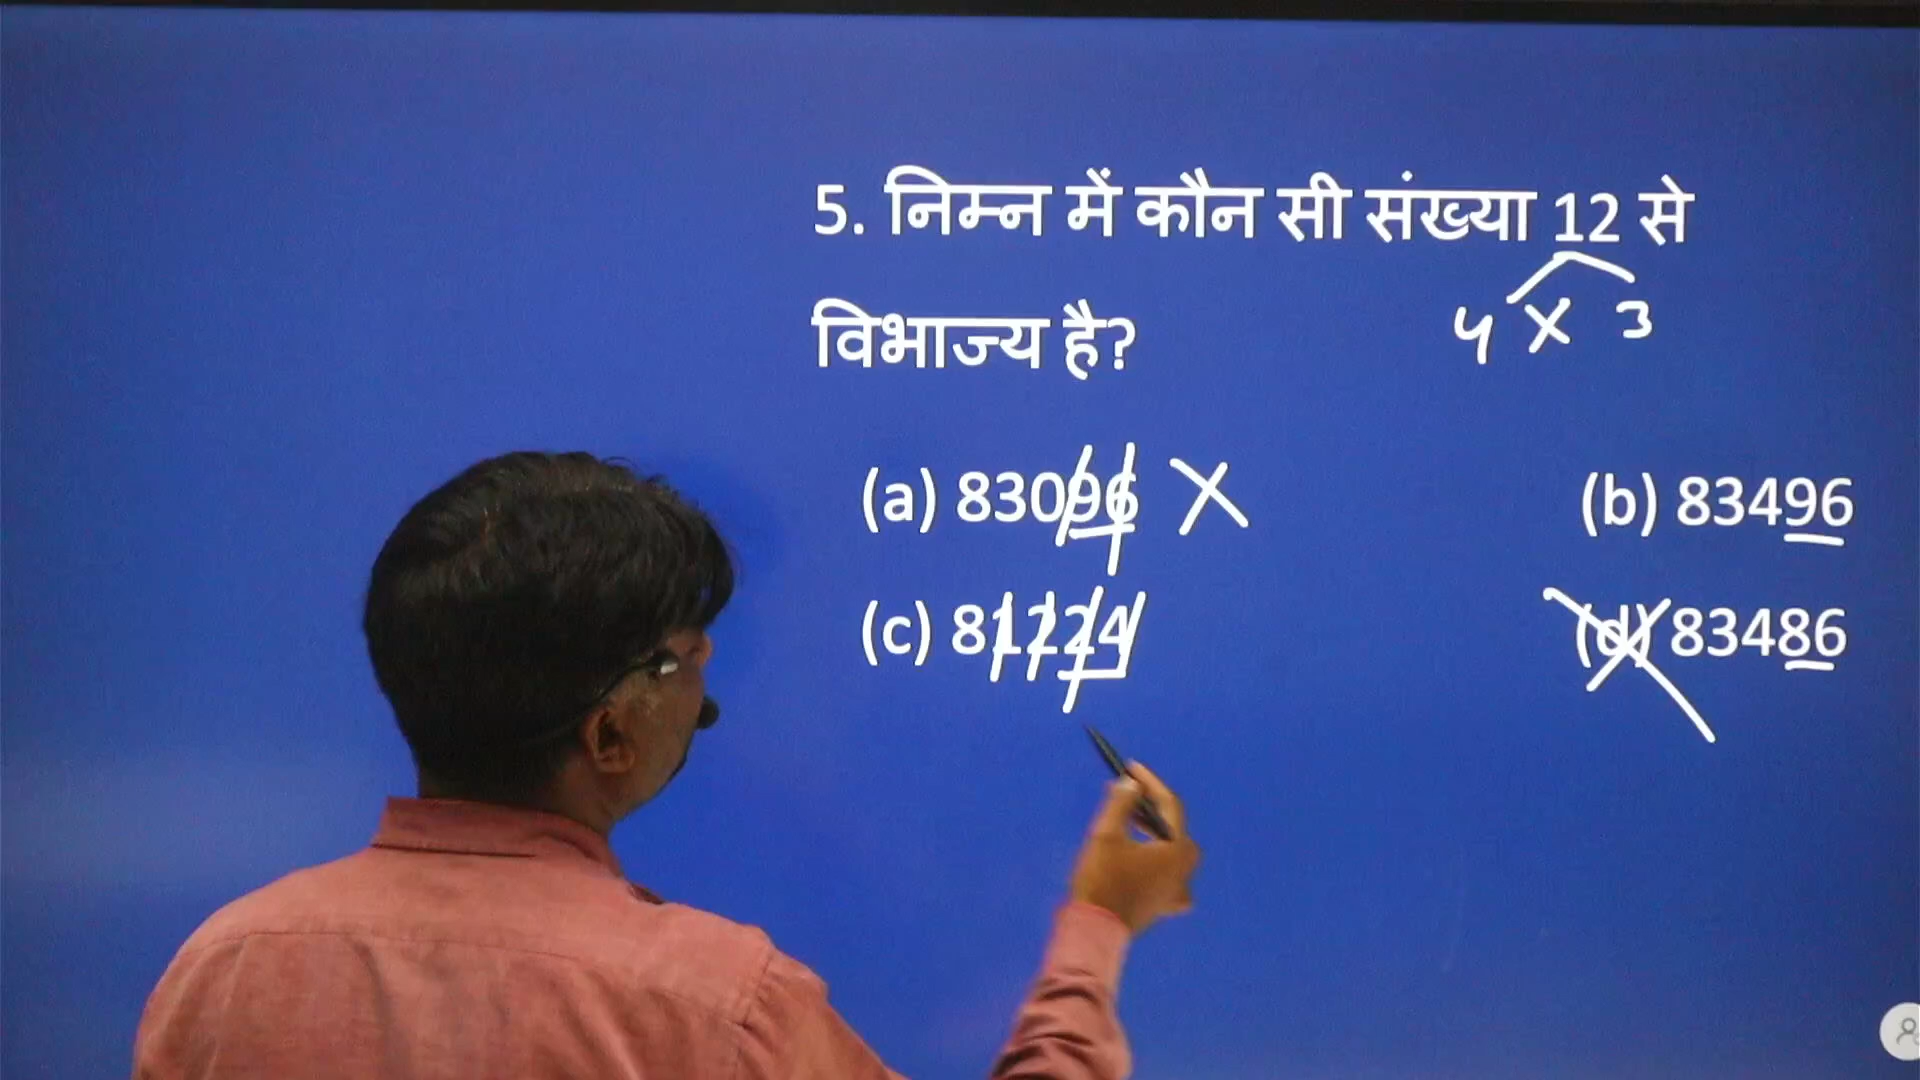 5. निम्न में कौन सी संख्या 12 से
4 × 3
विभाज्य है?
(a) 83096 × (b) 83496
(c) 81224 (d) 83486